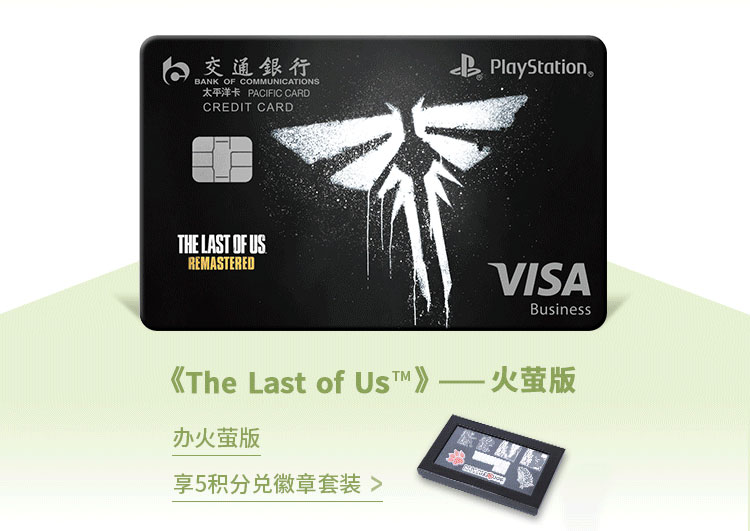 交通銀行
BANK OF COMMUNICATIONS
太平洋卡 PACIFIC CARD
CREDIT CARD
PlayStation®
THE LAST OF US
REMASTERED
VISA
Business
《The Last of Us™》——火萤版
办火萤版
享5积分兑徽章套装 >